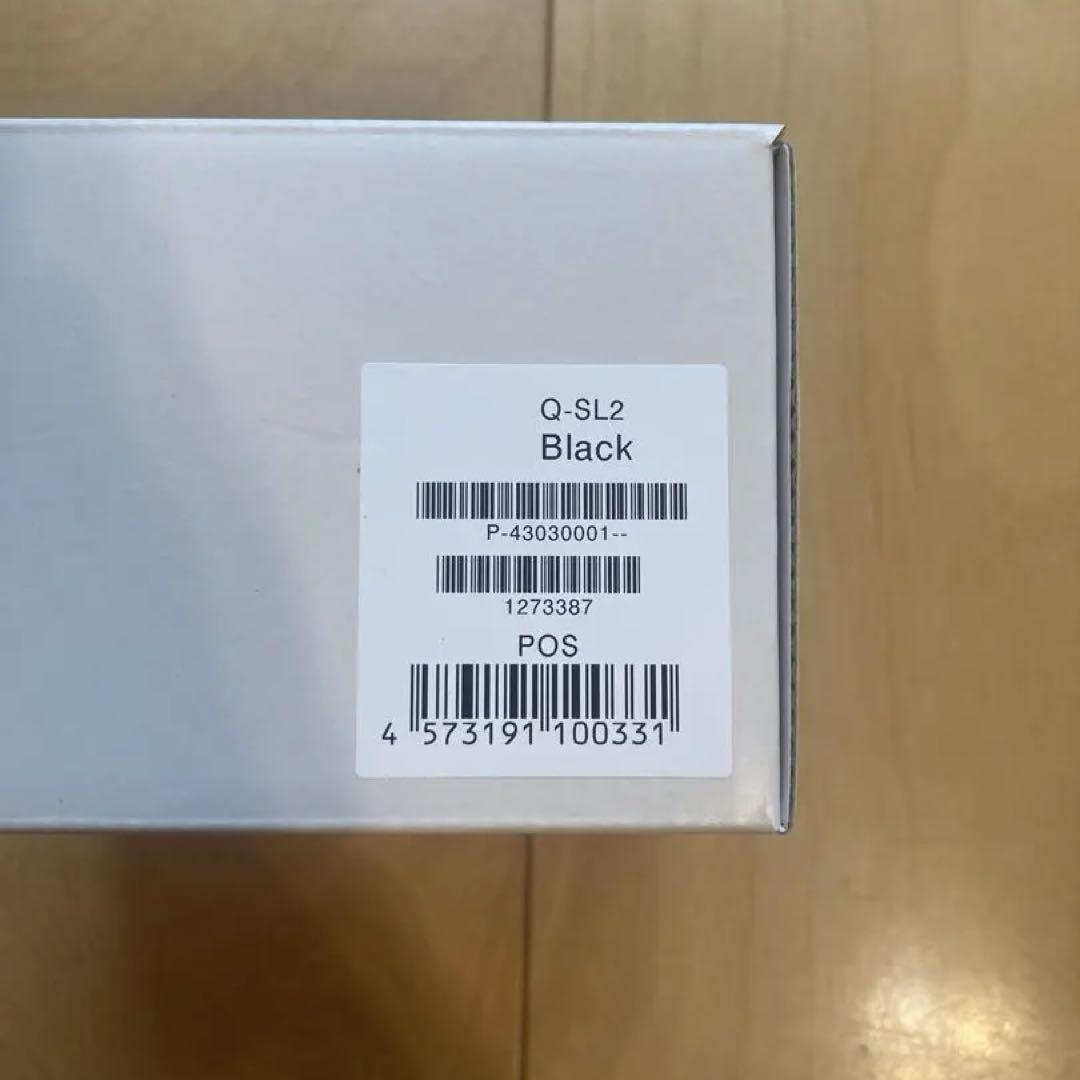 Q-SL2
Black
P-43030001--
1273387
POS
4 573191 100331